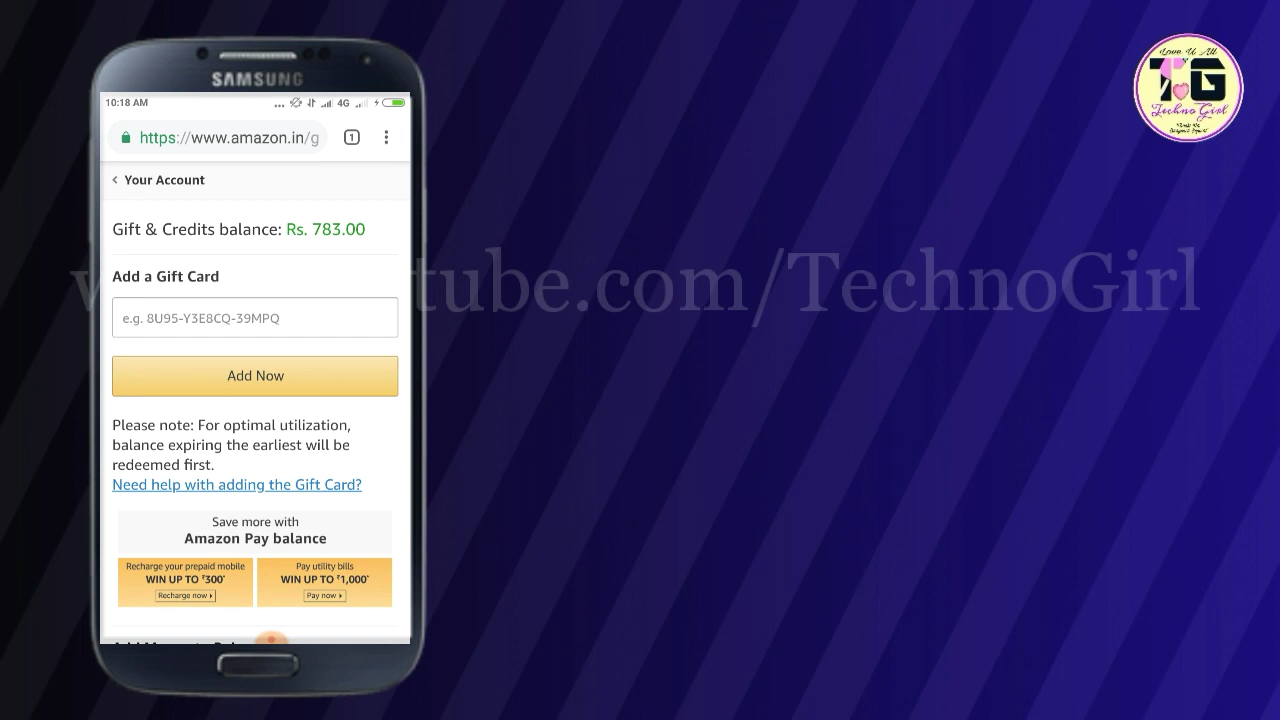 SAMSUNG
10:18 AM
4G
https://www.amazon.in/g
1
Your Account
Gift & Credits balance: Rs. 783.00
Add a Gift Card
e.g. 8U95-Y3E8CQ-39MPQ
Add Now
Please note: For optimal utilization,
balance expiring the earliest will be
redeemed first.
Need help with adding the Gift Card?
Save more with
Amazon Pay balance
Recharge your prepaid mobile
WIN UP TO ₹300*
Recharge now
Pay utility bills
WIN UP TO ₹1,000*
Pay now
tube.com/TechnoGirl
Love U All
TG
Techno Girl